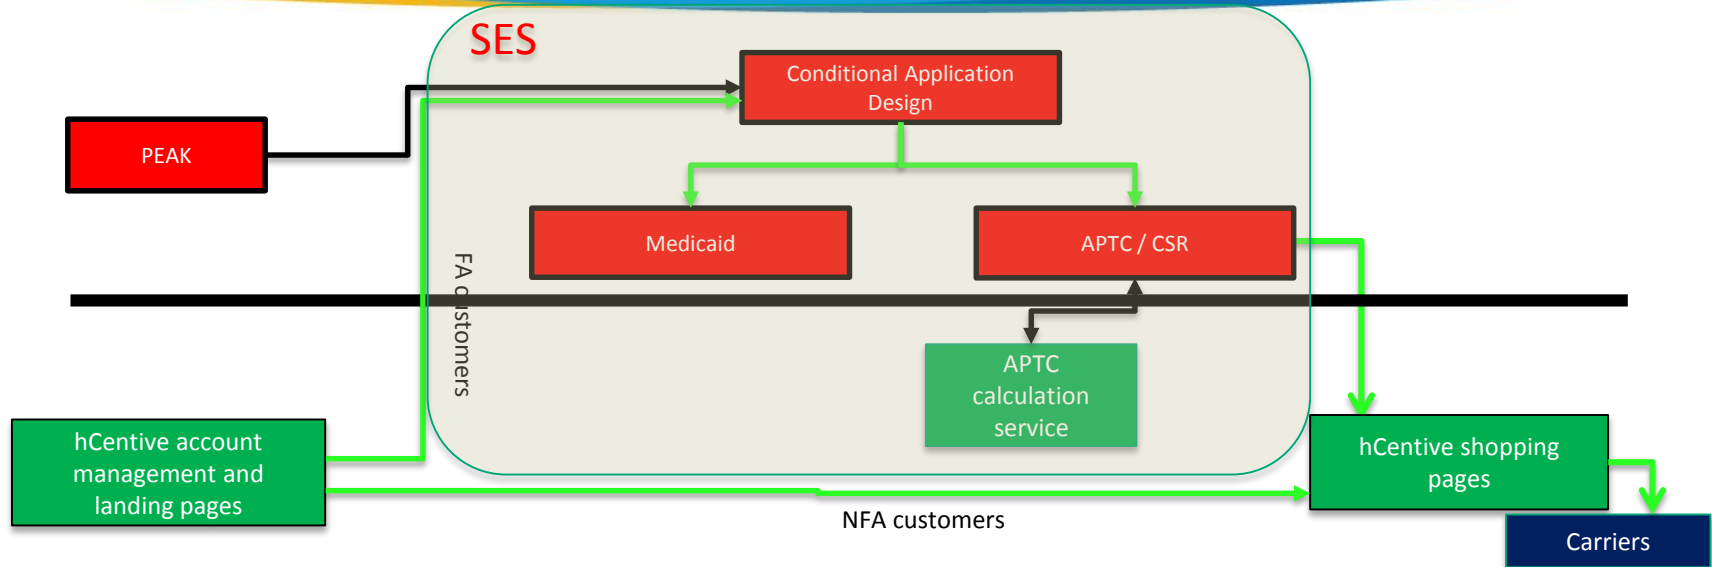 SES
Conditional Application
Design
PEAK
Medicaid
APTC / CSR
FA customers
APTC
calculation
service
hCentive account
management and
landing pages
hCentive shopping
pages
NFA customers
Carriers